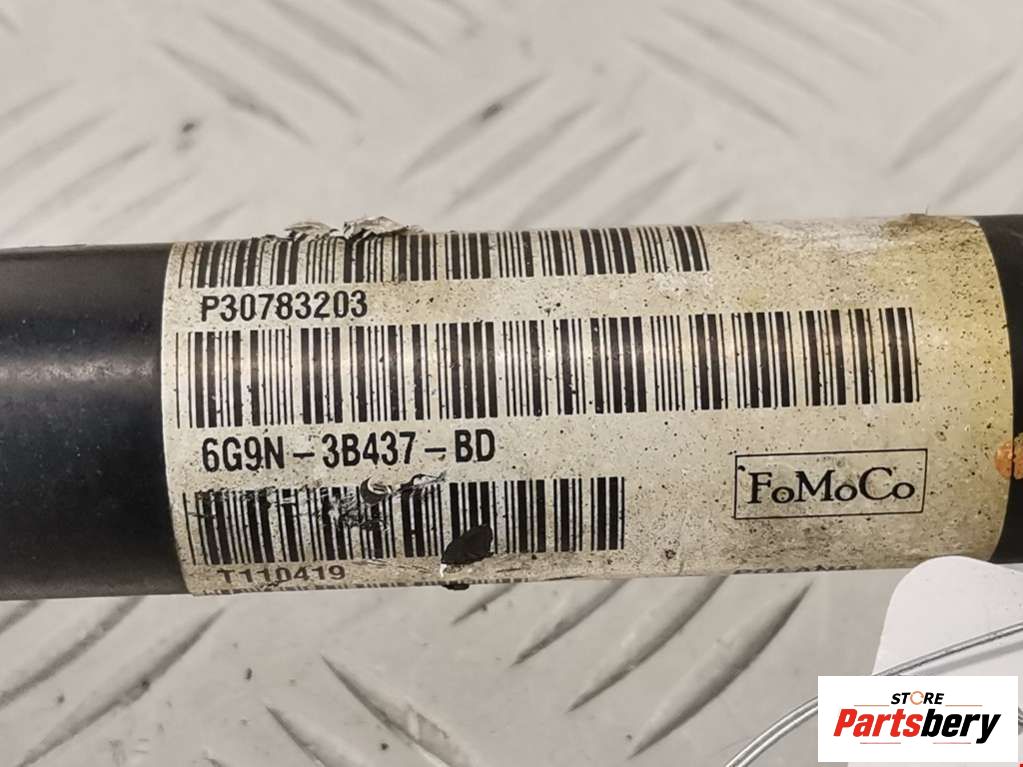 P30783203
6G9N-3B437-BD
FoMoCo
T110419
STORE
Partsbery